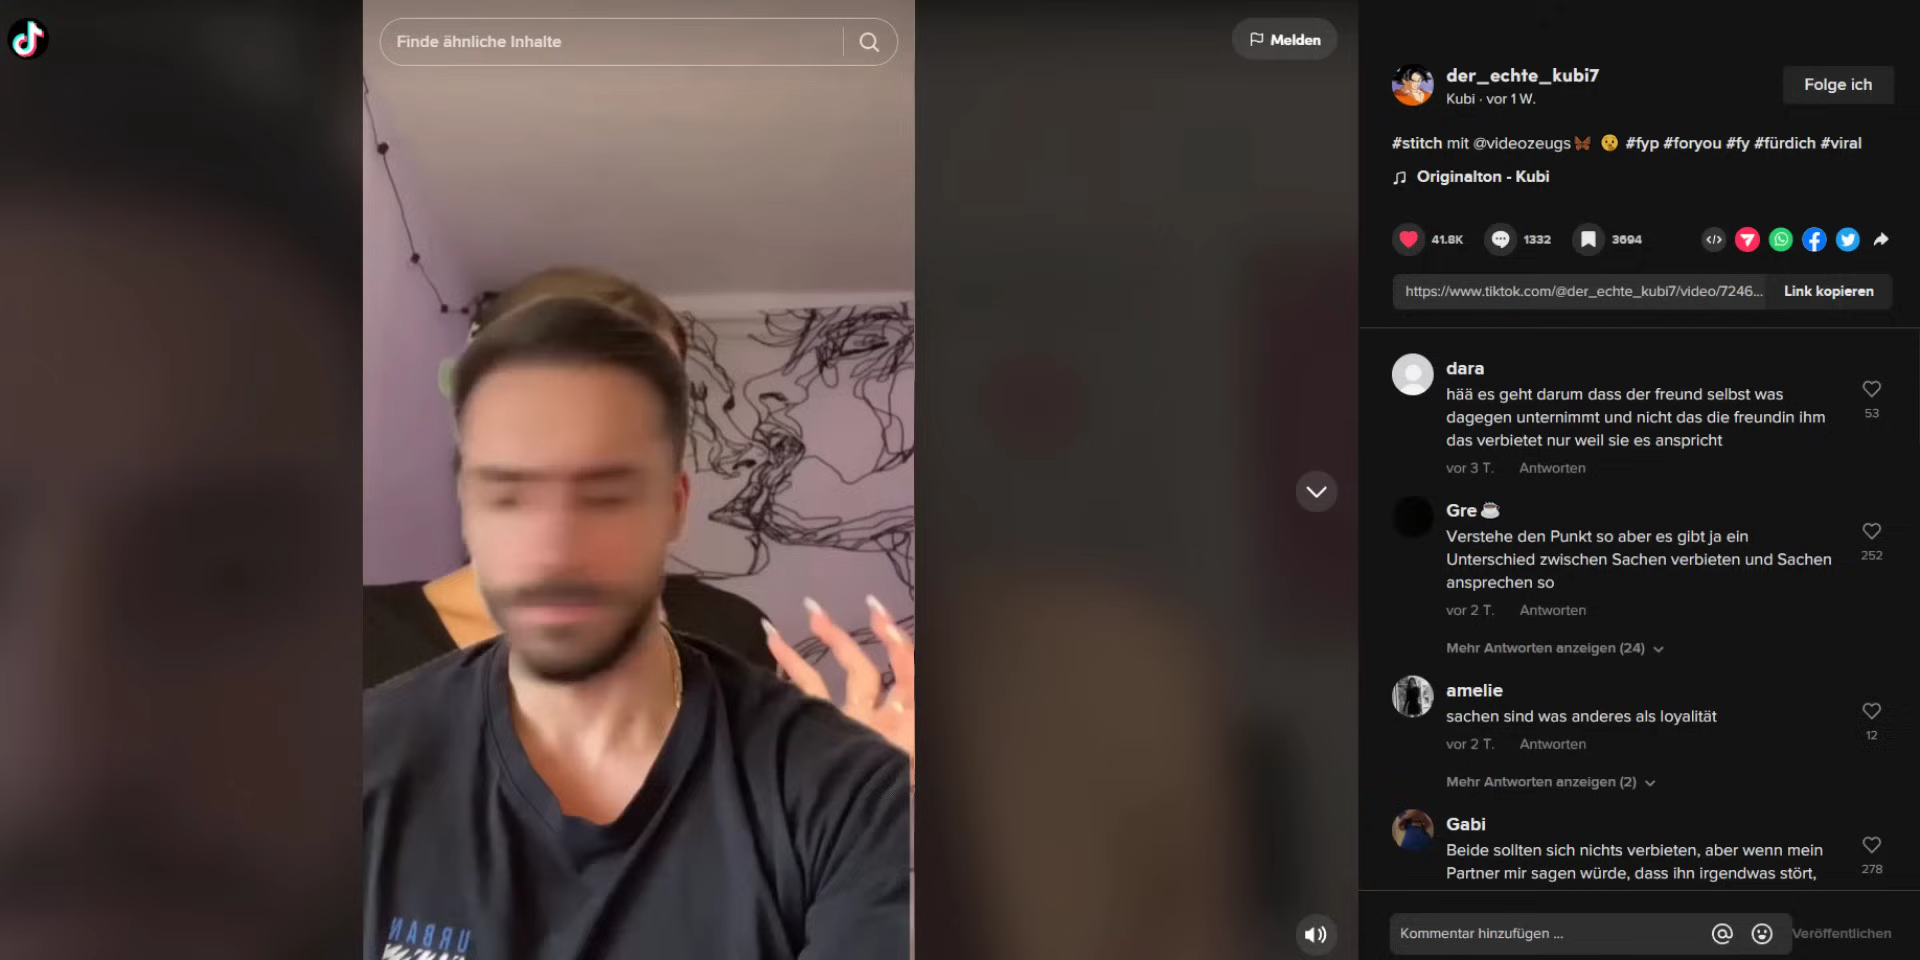 Finde ähnliche Inhalte
Melden
URBAN
der_echte_kubi7
Kubi · vor 1 W.
Folge ich
#stitch mit @videozeugs🦋 🤫 #fyp #foryou #fy #fürdich #viral
Originalton - Kubi
41.8K
1332
3694
https://www.tiktok.com/@der_echte_kubi7/video/7246...
Link kopieren
dara
hää es geht darum dass der freund selbst was
dagegen unternimmt und nicht das die freundin ihm
das verbietet nur weil sie es anspricht
53
vor 3 T. Antworten
Gre☕
Verstehe den Punkt so aber es gibt ja ein
Unterschied zwischen Sachen verbieten und Sachen
ansprechen so
252
vor 2 T. Antworten
Mehr Antworten anzeigen (24)
amelie
sachen sind was anderes als loyalität
12
vor 2 T. Antworten
Mehr Antworten anzeigen (2)
Gabi
Beide sollten sich nichts verbieten, aber wenn mein
Partner mir sagen würde, dass ihn irgendwas stört,
278
Kommentar hinzufügen ...
Veröffentlichen